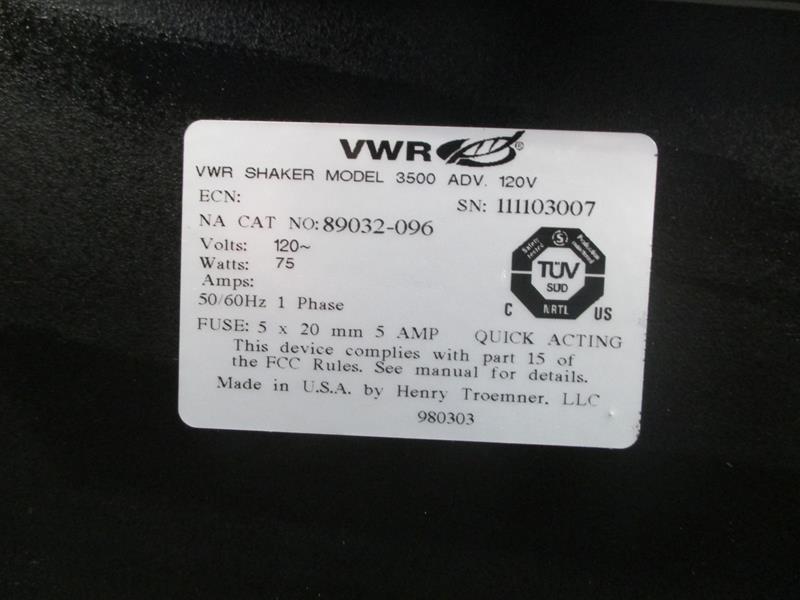 VWR®
VWR SHAKER MODEL 3500 ADV. 120V
ECN:
SN: 111103007
NA CAT NO: 89032-096
Volts: 120~
Watts: 75
Amps:
50/60Hz 1 Phase
Safety tested
S
Production monitored
TÜV
SÜD
C NRTL US
FUSE: 5 x 20 mm 5 AMP QUICK ACTING
This device complies with part 15 of
the FCC Rules. See manual for details.
Made in U.S.A. by Henry Troemner, LLC
980303